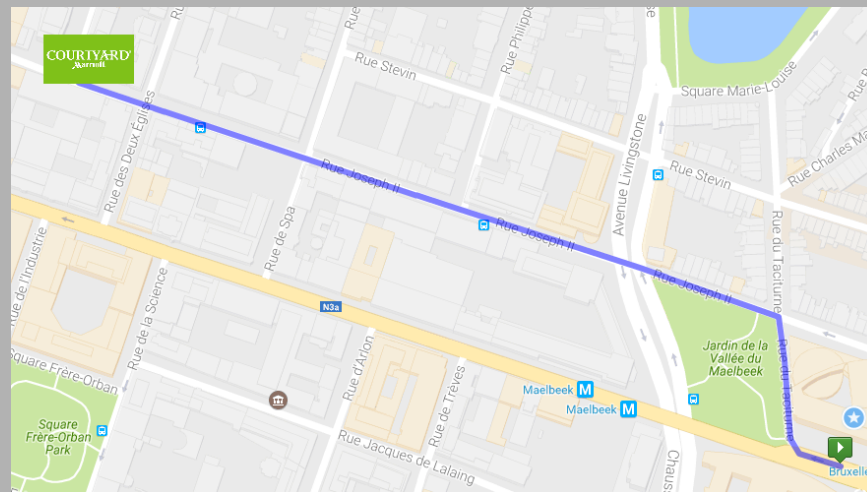 COURTYARD®
Marriott
Rue des Deux Églises
Rue Stevin
Rue Philippe
Square Marie-Louise
Avenue Livingstone
Rue Joseph II
Rue Stevin
Rue Charles Ma
Rue Joseph II
Rue de Spa
Rue Joseph II
Rue du Taciturne
Rue de l'Industrie
Rue de la Science
N3a
Jardin de la
Vallée du
Maelbeek
Rue du Taciturne
Square Frère-Orban
Rue d'Arlon
Rue de Trèves
Maelbeek M
Maelbeek M
Square
Frère-Orban
Park
Rue Jacques de Lalaing
Chaus
Bruxelle